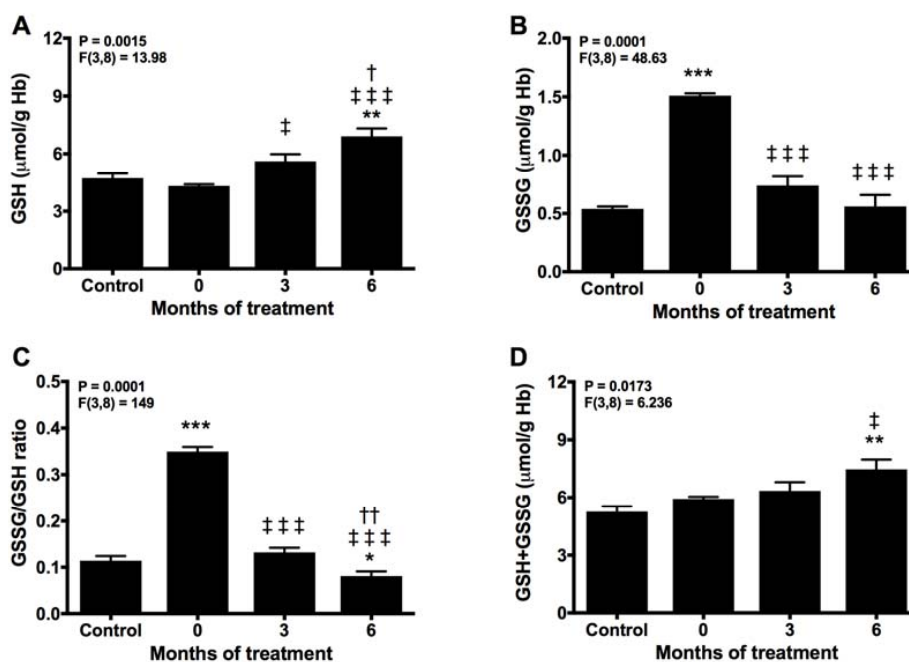 A
P = 0.0015
F(3,8) = 13.98
GSH (μmol/g Hb)
12
9
6
3
0
‡
†
‡‡‡
**
Control 0 3 6
Months of treatment
B
P = 0.0001
F(3,8) = 48.63
GSSG (μmol/g Hb)
2.0
1.5
1.0
0.5
0.0
***
‡‡‡
‡‡‡
Control 0 3 6
Months of treatment
C
P = 0.0001
F(3,8) = 149
GSSG/GSH ratio
0.5
0.4
0.3
0.2
0.1
0.0
***
‡‡‡
††
‡‡‡
*
Control 0 3 6
Months of treatment
D
P = 0.0173
F(3,8) = 6.236
GSH+GSSG (μmol/g Hb)
12
9
6
3
0
‡
**
Control 0 3 6
Months of treatment